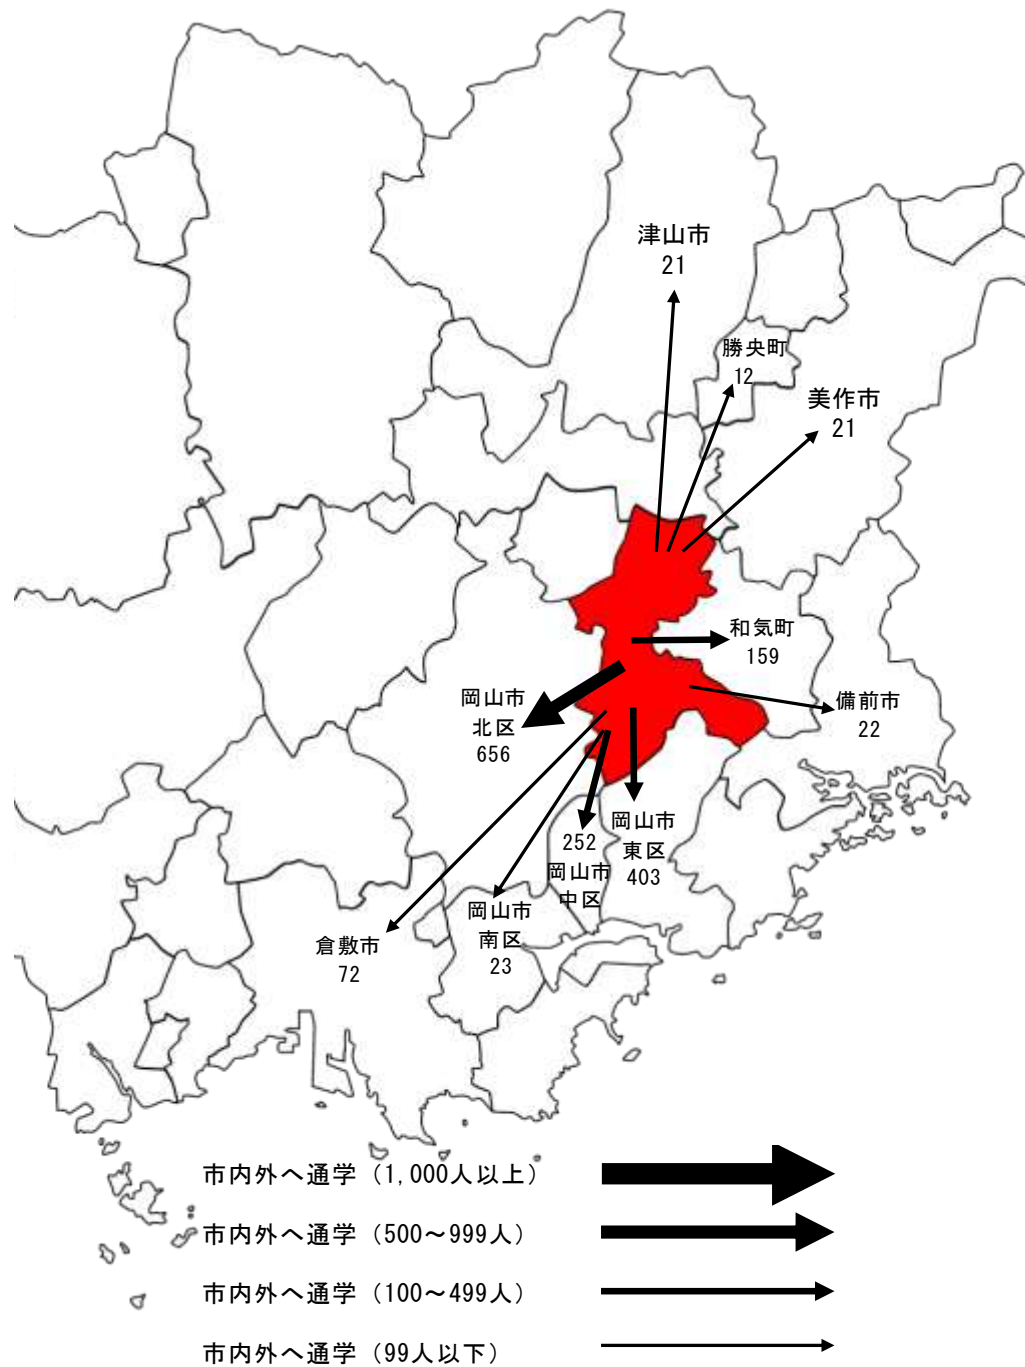 津山市
21
勝央町
12
美作市
21
和気町
159
岡山市
北区
656
備前市
22
252
岡山市
中区
岡山市
東区
403
岡山市
南区
23
倉敷市
72
市内外へ通学（1,000人以上）
市内外へ通学（500～999人）
市内外へ通学（100～499人）
市内外へ通学（99人以下）